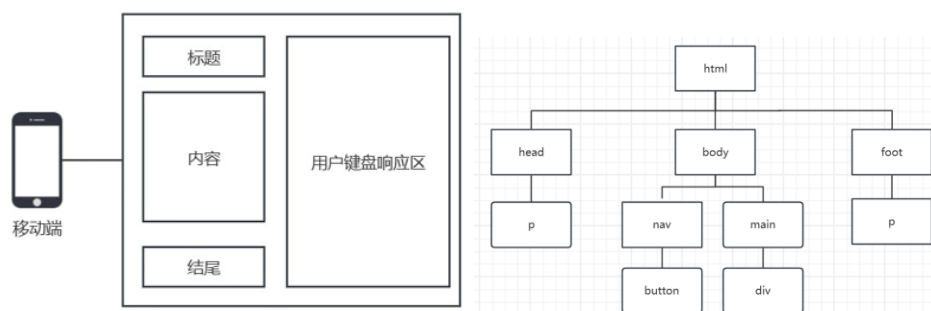 标题
内容
结尾
用户键盘响应区
移动端
html
head
body
foot
p
nav
main
p
button
div